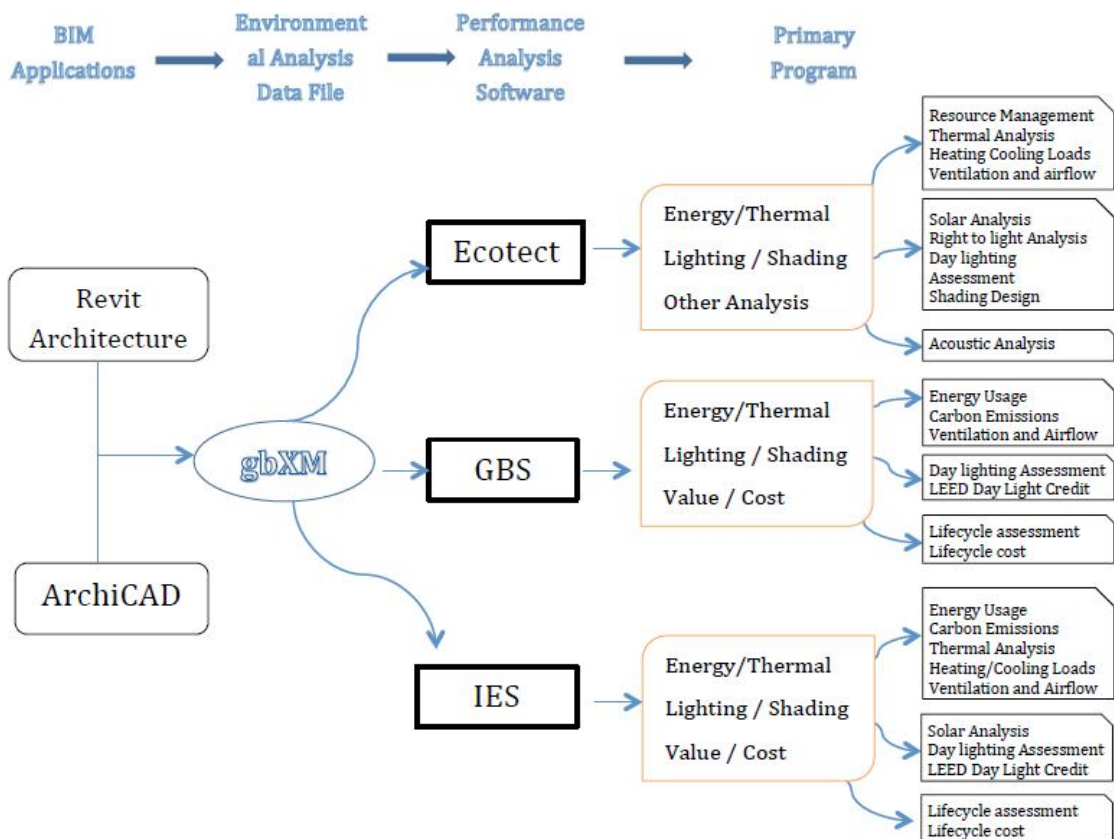 BIM
Applications
Environment
al Analysis
Data File
Performance
Analysis
Software
Primary
Program
Revit
Architecture
ArchiCAD
gbXM
Ecotect
Energy/Thermal
Lighting / Shading
Other Analysis
Resource Management
Thermal Analysis
Heating Cooling Loads
Ventilation and airflow
Solar Analysis
Right to light Analysis
Day lighting
Assessment
Shading Design
Acoustic Analysis
GBS
Energy/Thermal
Lighting / Shading
Value / Cost
Energy Usage
Carbon Emissions
Ventilation and Airflow
Day lighting Assessment
LEED Day Light Credit
Lifecycle assessment
Lifecycle cost
IES
Energy/Thermal
Lighting / Shading
Value / Cost
Energy Usage
Carbon Emissions
Thermal Analysis
Heating/Cooling Loads
Ventilation and Airflow
Solar Analysis
Day lighting Assessment
LEED Day Light Credit
Lifecycle assessment
Lifecycle cost